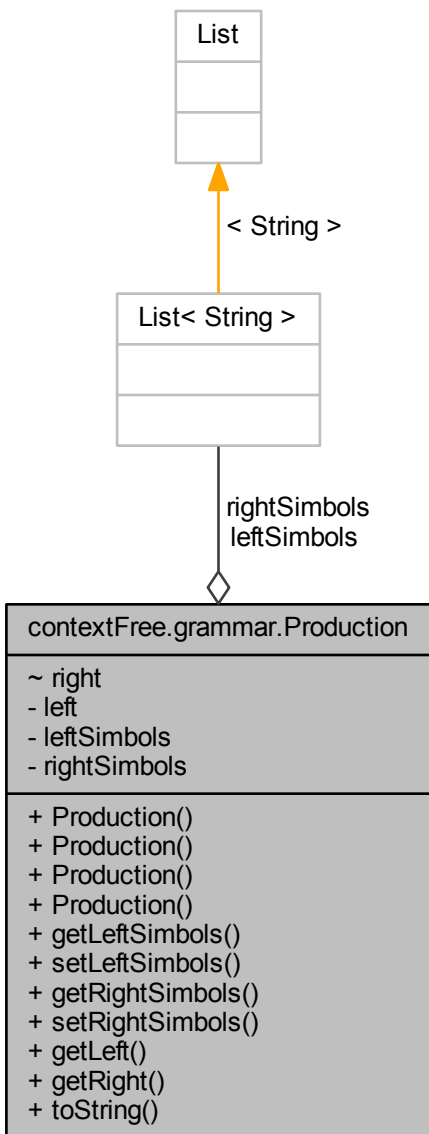 List
< String >
List< String >
rightSimbols
leftSimbols
contextFree.grammar.Production
~ right
- left
- leftSimbols
- rightSimbols
+ Production()
+ Production()
+ Production()
+ Production()
+ getLeftSimbols()
+ setLeftSimbols()
+ getRightSimbols()
+ setRightSimbols()
+ getLeft()
+ getRight()
+ toString()